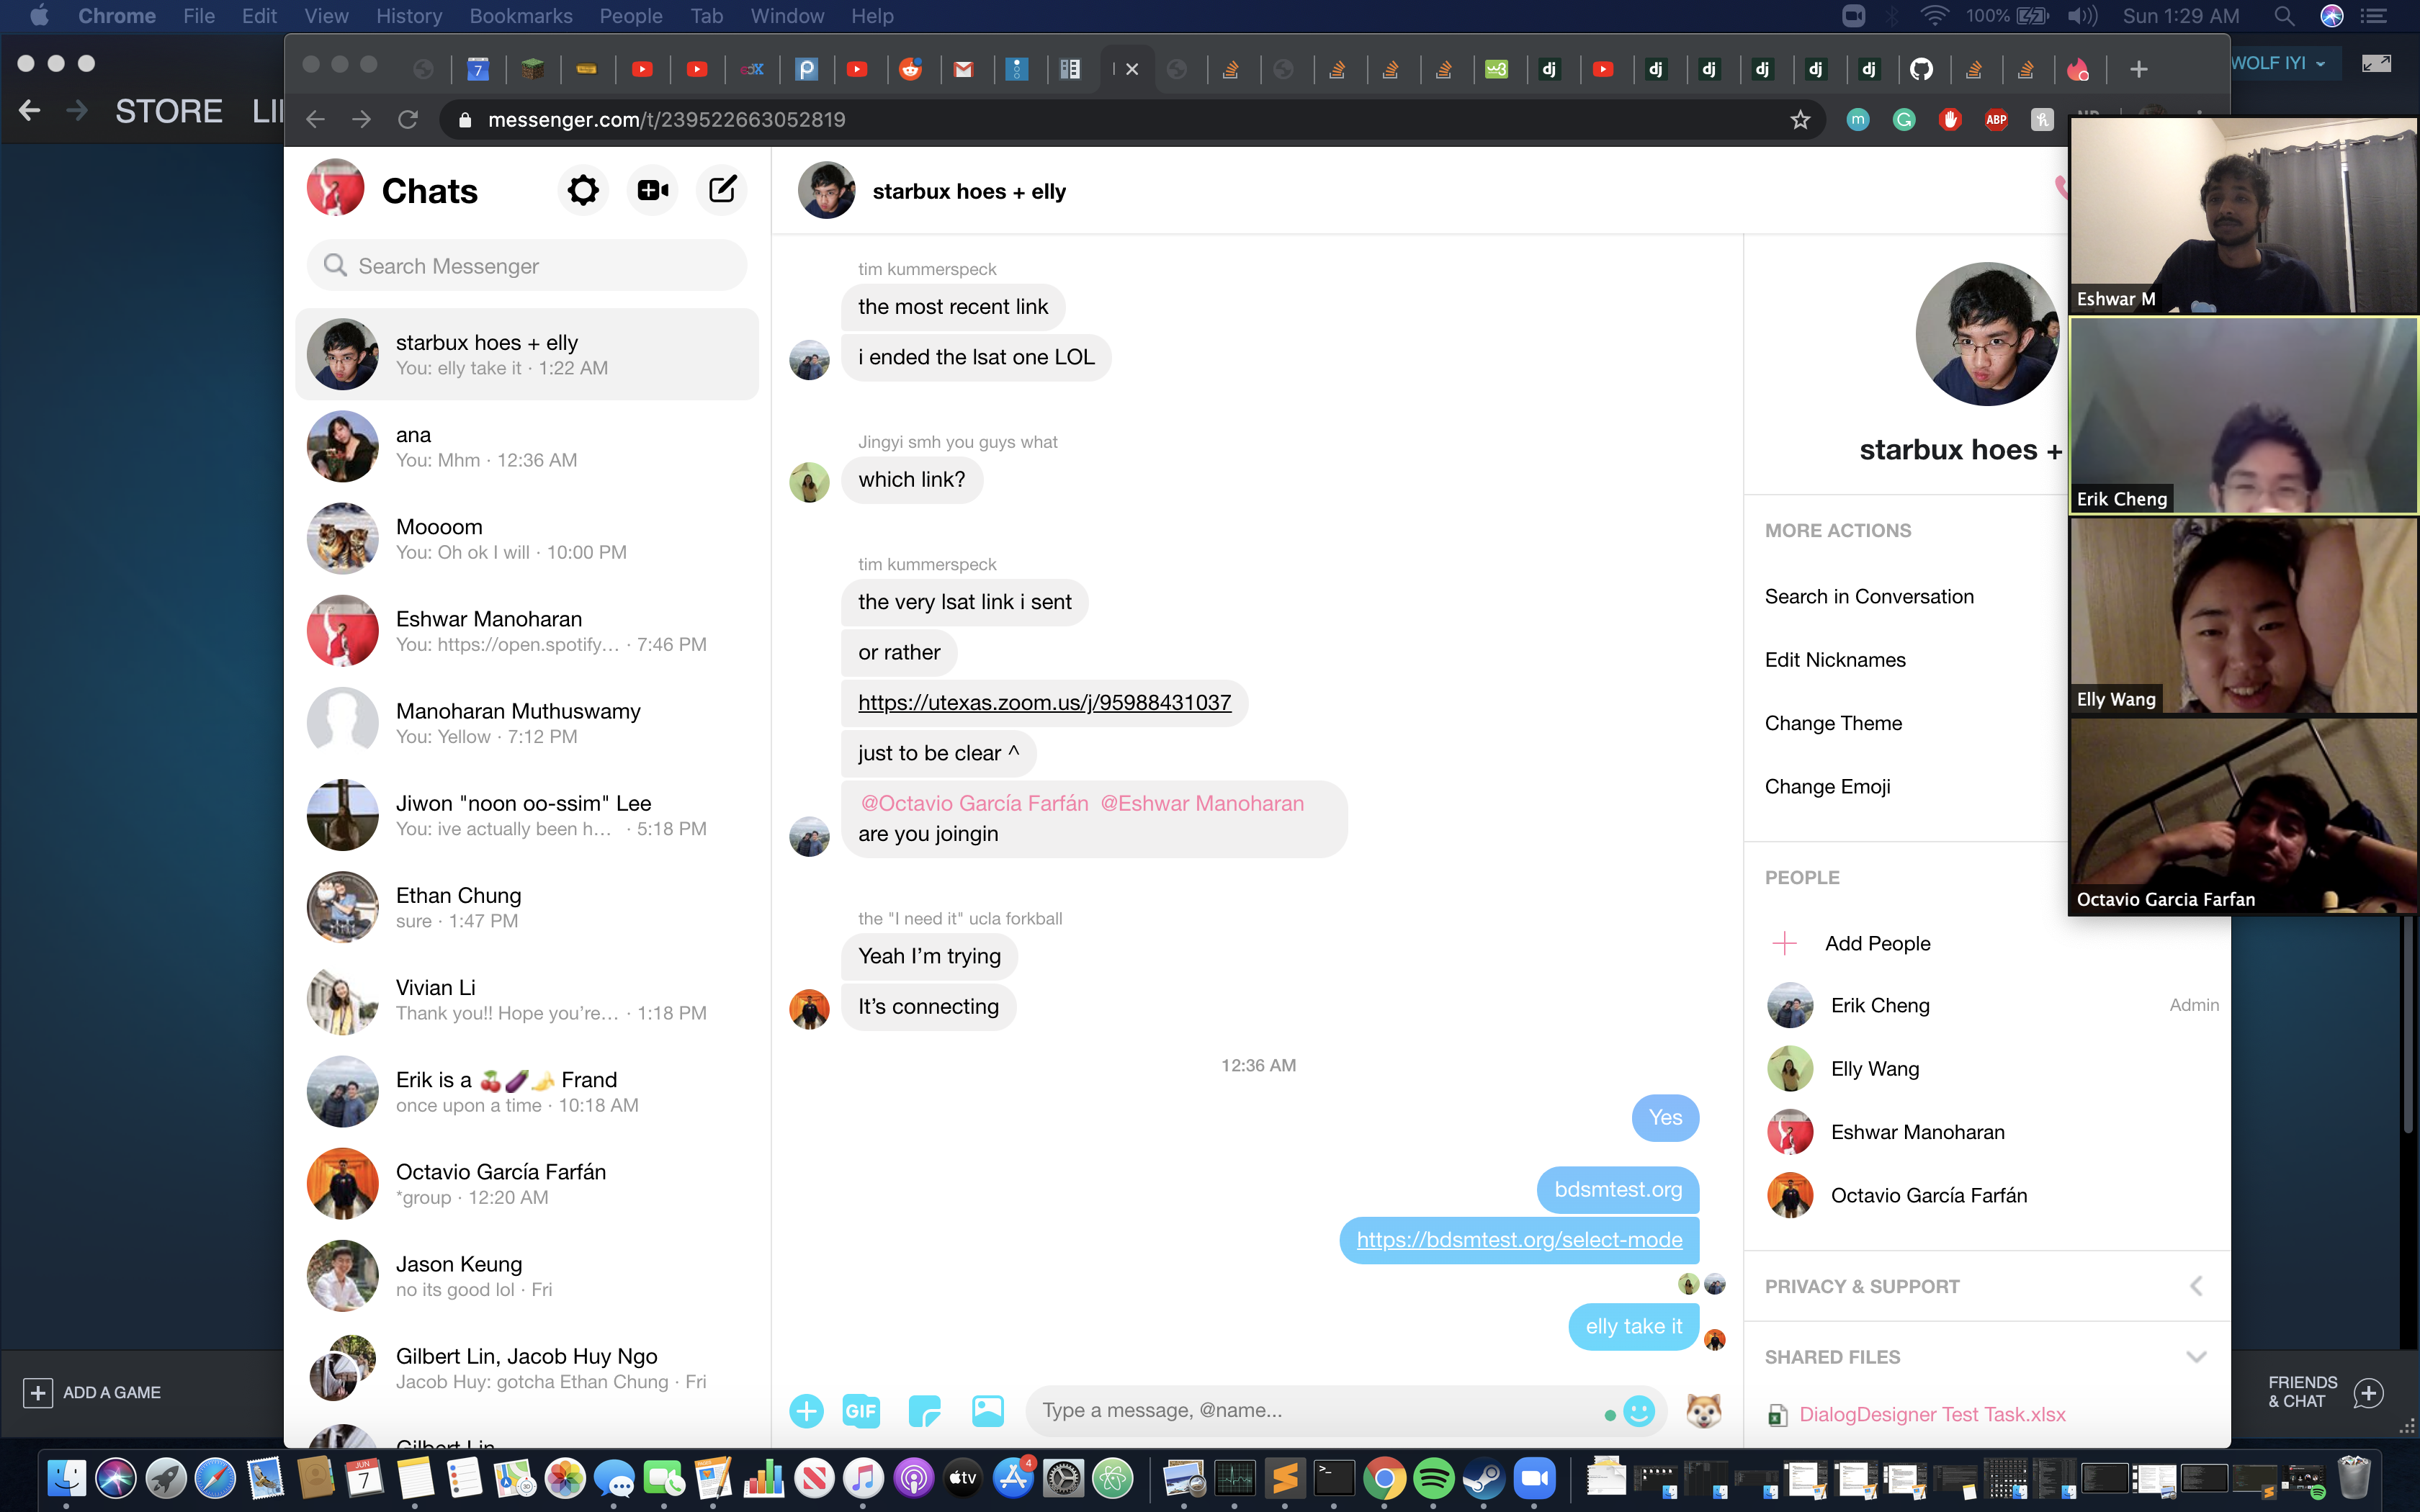 Chrome File Edit View History Bookmarks People Tab Window Help
100% Sun 1:29 AM
STORE LI
WOLF IYI
messenger.com/t/239522663052819
ABP
Chats
Search Messenger
starbux hoes + elly
You: elly take it · 1:22 AM
ana
You: Mhm · 12:36 AM
Moooom
You: Oh ok I will · 10:00 PM
Eshwar Manoharan
You: https://open.spotify... · 7:46 PM
Manoharan Muthuswamy
You: Yellow · 7:12 PM
Jiwon "noon oo-ssim" Lee
You: ive actually been h... · 5:18 PM
Ethan Chung
sure · 1:47 PM
Vivian Li
Thank you!! Hope you're... · 1:18 PM
Erik is a 🍒🍆🍌 Frand
once upon a time · 10:18 AM
Octavio García Farfán
*group · 12:20 AM
Jason Keung
no its good lol · Fri
Gilbert Lin, Jacob Huy Ngo
Jacob Huy: gotcha Ethan Chung · Fri
Gilbert Lin
starbux hoes + elly
tim kummerspeck
the most recent link
i ended the lsat one LOL
Jingyi smh you guys what
which link?
tim kummerspeck
the very lsat link i sent
or rather
https://utexas.zoom.us/j/95988431037
just to be clear ^
@Octavio García Farfán @Eshwar Manoharan
are you joingin
the "I need it" ucla forkball
Yeah I'm trying
It's connecting
12:36 AM
Yes
bdsmtest.org
https://bdsmtest.org/select-mode
elly take it
GIF
Type a message, @name...
starbux hoes +
MORE ACTIONS
Search in Conversation
Edit Nicknames
Change Theme
Change Emoji
PEOPLE
Add People
Erik Cheng
Admin
Elly Wang
Eshwar Manoharan
Octavio García Farfán
PRIVACY & SUPPORT
SHARED FILES
DialogDesigner Test Task.xlsx
Eshwar M
Erik Cheng
Elly Wang
Octavio Garcia Farfan
ADD A GAME
FRIENDS
& CHAT
JUN
7
tv
4